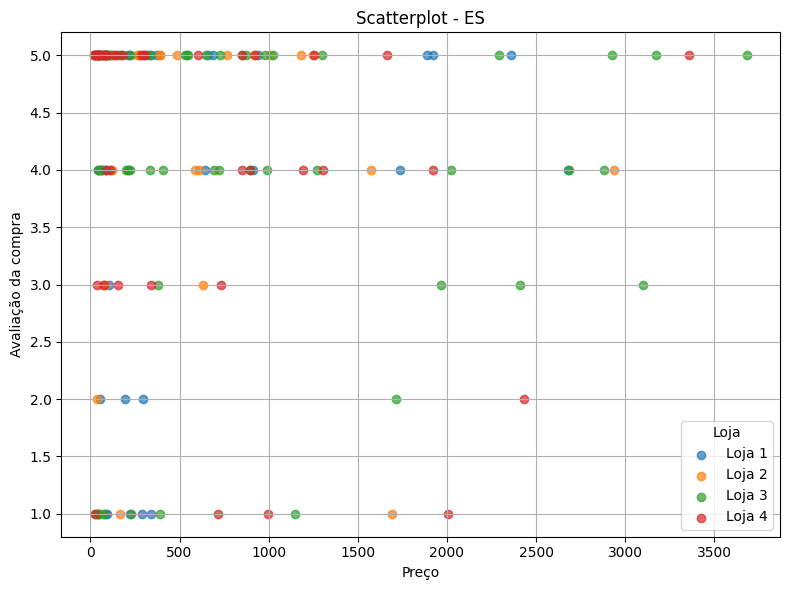 Scatterplot - ES
5.0
4.5
4.0
3.5
3.0
2.5
2.0
1.5
1.0
Avaliação da compra
Loja
Loja 1
Loja 2
Loja 3
Loja 4
0 500 1000 1500 2000 2500 3000 3500
Preço